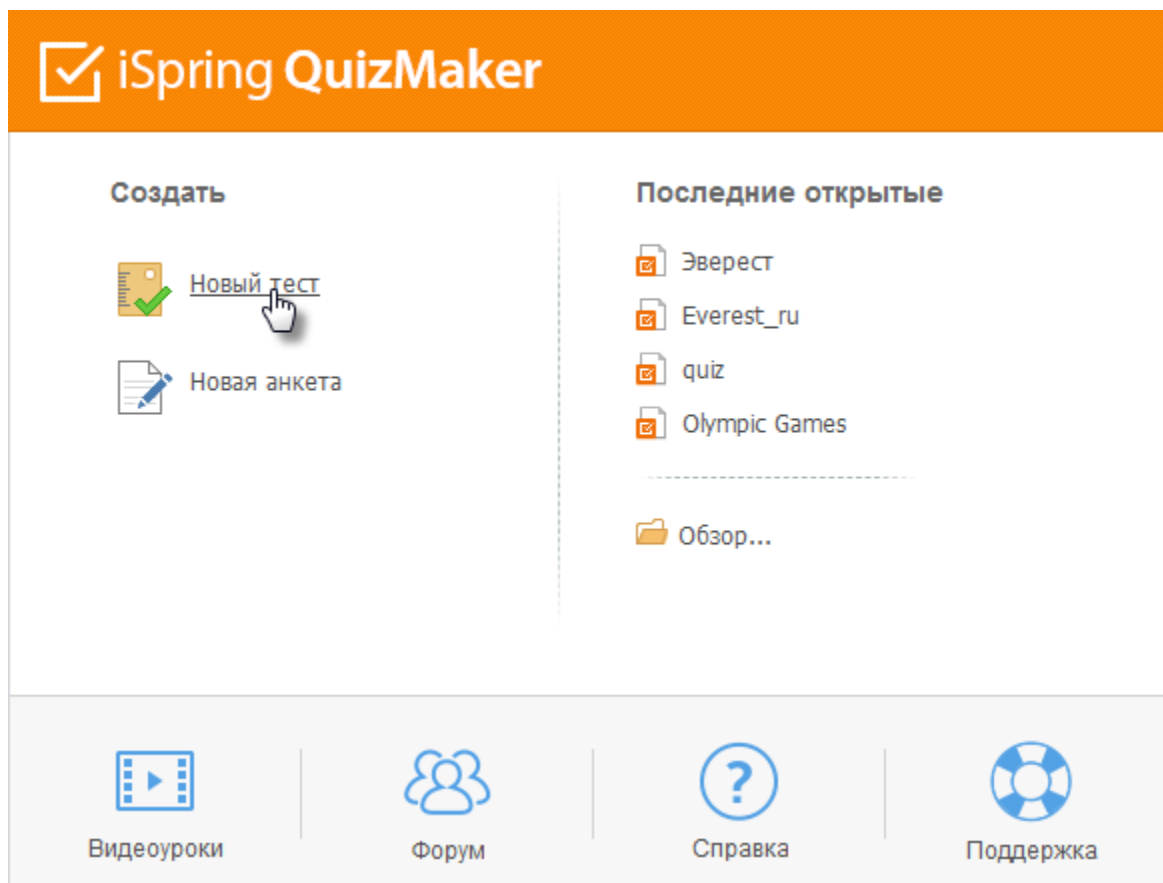 iSpring QuizMaker
Создать
Новый тест
Новая анкета
Последние открытые
Эверест
Everest_ru
quiz
Olympic Games
Обзор...
Видеоуроки
Форум
Справка
Поддержка